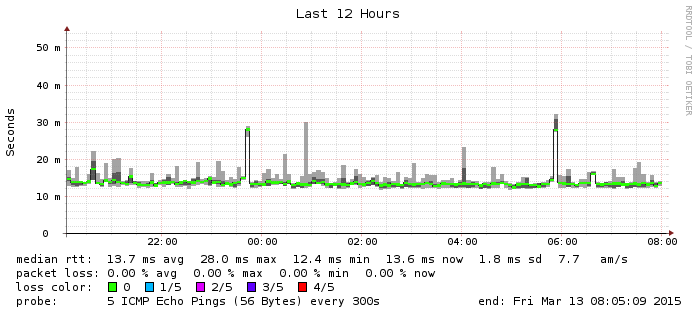 Last 12 Hours
RRDTOOL / TOBI OETIKER
Seconds
50 m
40 m
30 m
20 m
10 m
0
22:00 00:00 02:00 04:00 06:00 08:00
median rtt: 13.7 ms avg 28.0 ms max 12.4 ms min 13.6 ms now 1.8 ms sd 7.7 am/s
packet loss: 0.00 % avg 0.00 % max 0.00 % min 0.00 % now
loss color: 0 1/5 2/5 3/5 4/5
probe: 5 ICMP Echo Pings (56 Bytes) every 300s end: Fri Mar 13 08:05:09 2015